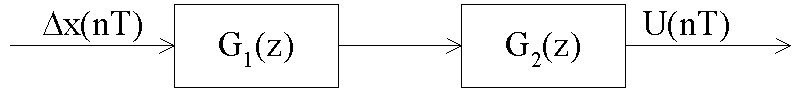 Δx(nT)
G₁(z)
G₂(z)
U(nT)